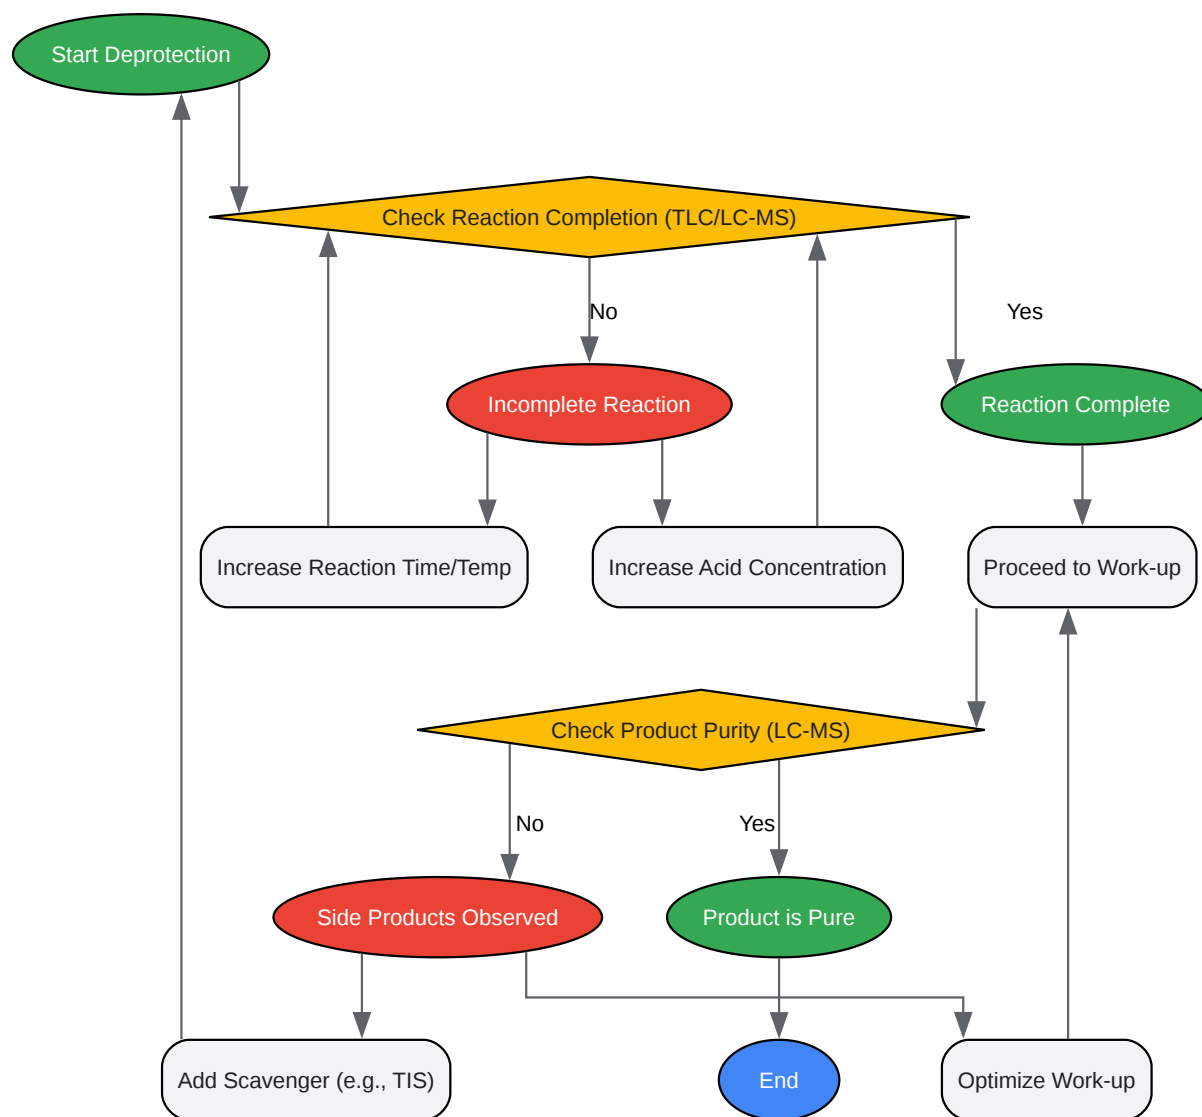 Start Deprotection
Check Reaction Completion (TLC/LC-MS)
No
Yes
Incomplete Reaction
Reaction Complete
Increase Reaction Time/Temp
Increase Acid Concentration
Proceed to Work-up
Check Product Purity (LC-MS)
No
Yes
Side Products Observed
Product is Pure
Add Scavenger (e.g., TIS)
End
Optimize Work-up